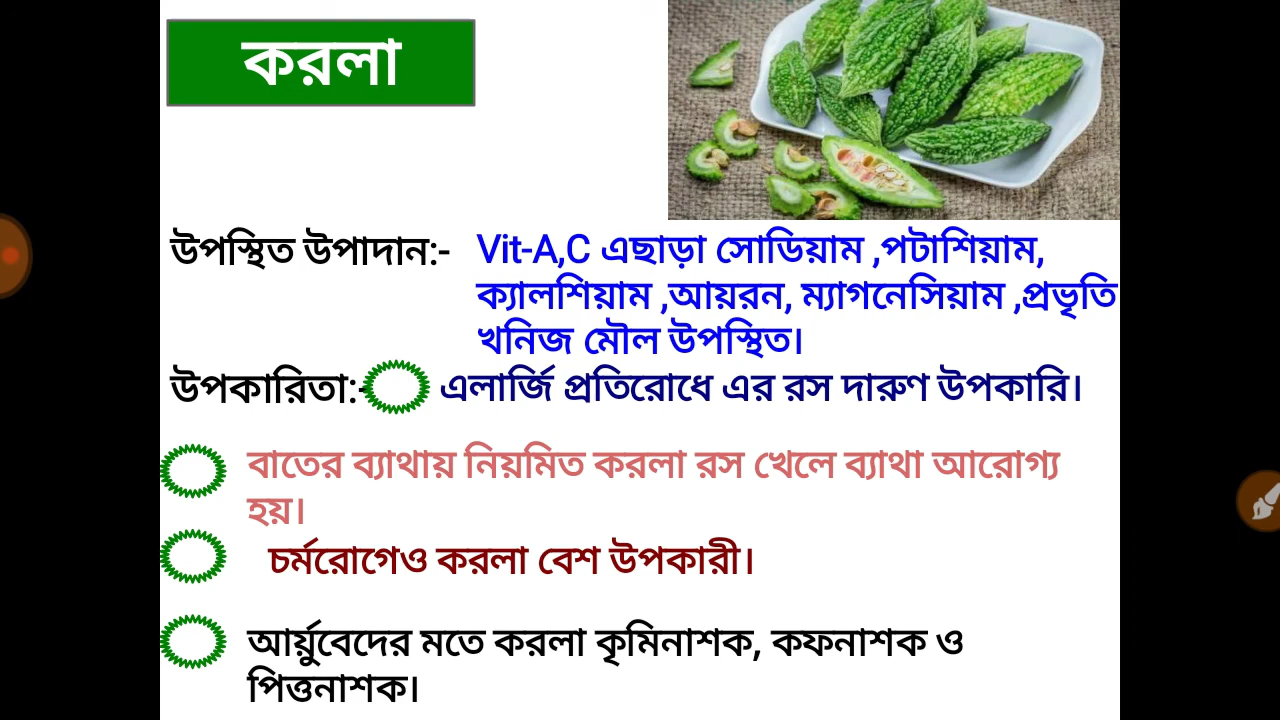 করলা
উপস্থিত উপাদান:- Vit-A,C এছাড়া সোডিয়াম ,পটাশিয়াম,
ক্যালশিয়াম ,আয়রন, ম্যাগনেসিয়াম ,প্রভৃতি
খনিজ মৌল উপস্থিত।
উপকারিতা:- এলার্জি প্রতিরোধে এর রস দারুণ উপকারি।
বাতের ব্যাথায় নিয়মিত করলা রস খেলে ব্যাথা আরোগ্য
হয়।
চর্মরোগেও করলা বেশ উপকারী।
আর্য়ুবেদের মতে করলা কৃমিনাশক, কফনাশক ও
পিত্তনাশক।